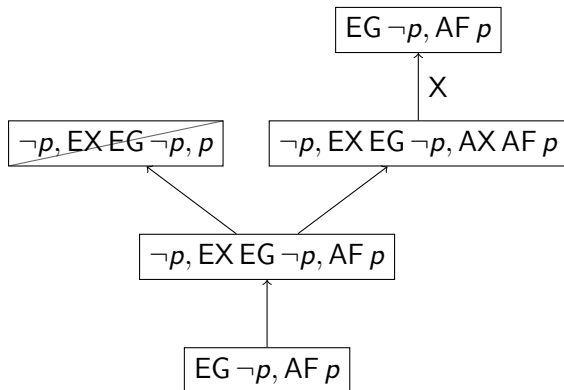 EG ¬p, AF p
X
¬p, EX EG ¬p, p
¬p, EX EG ¬p, AX AF p
¬p, EX EG ¬p, AF p
EG ¬p, AF p